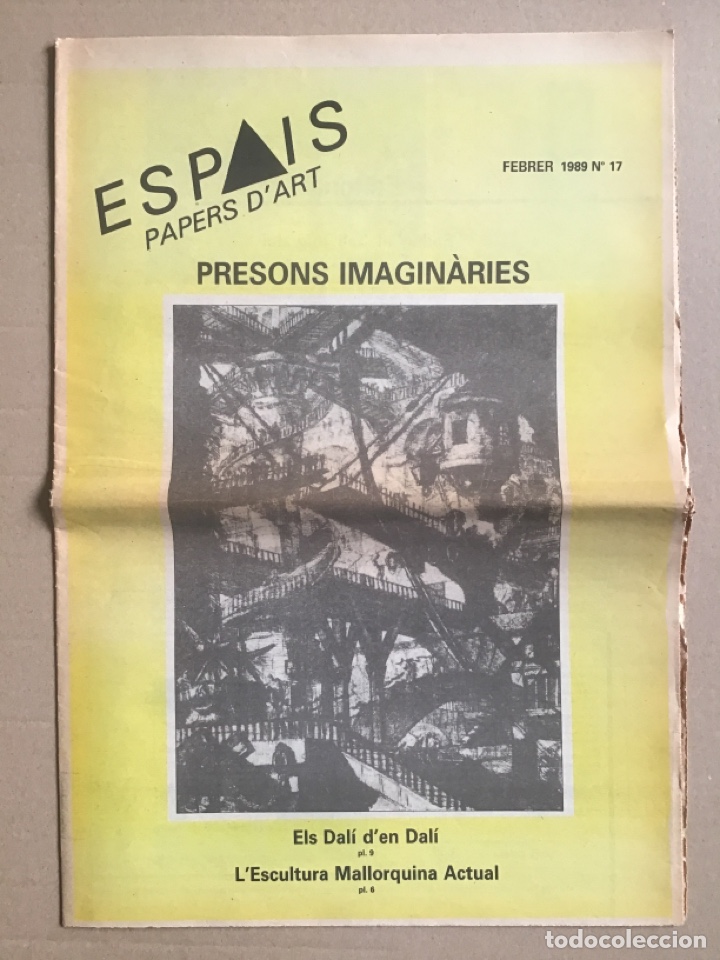 ESPAIS
PAPERS D'ART
FEBRER 1989 Nº 17
PRESONS IMAGINÀRIES
Els Dalí d'en Dalí
pl. 9
L'Escultura Mallorquina Actual
pl. 6
todocoleccion.net